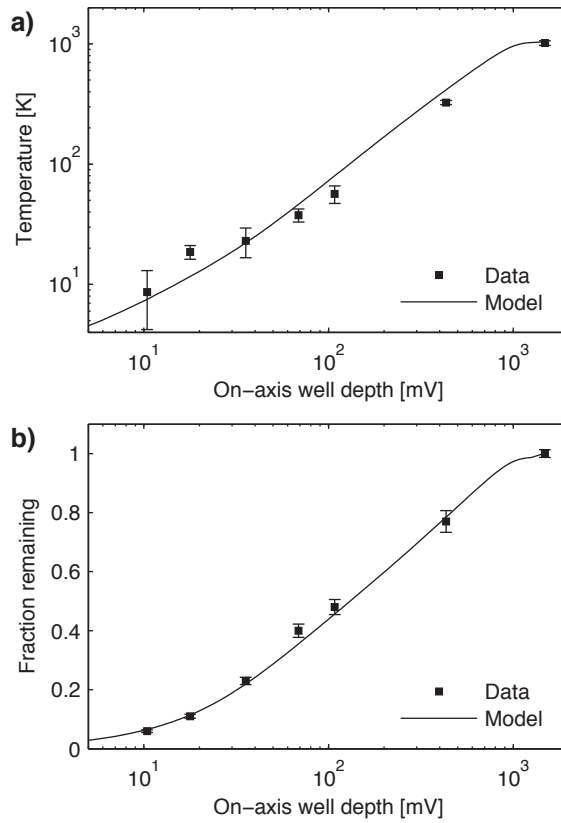 a)
Temperature [K]
10³
10²
10¹
10¹ 10² 10³
On−axis well depth [mV]
Data
Model
b)
Fraction remaining
1
0.8
0.6
0.4
0.2
0
10¹ 10² 10³
On−axis well depth [mV]
Data
Model